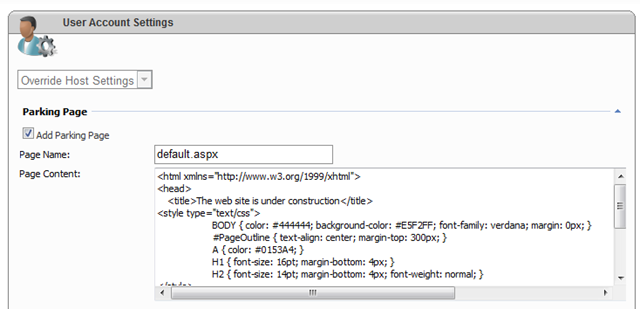 User Account Settings
Override Host Settings
Parking Page
Add Parking Page
Page Name:
default.aspx
Page Content:
<html xmlns="http://www.w3.org/1999/xhtml">
<head>
<title>The web site is under construction</title>
<style type="text/css">
BODY { color: #444444; background-color: #E5F2FF; font-family: verdana; margin: 0px; }
#PageOutline { text-align: center; margin-top: 300px; }
A { color: #0153A4; }
H1 { font-size: 16pt; margin-bottom: 4px; }
H2 { font-size: 14pt; margin-bottom: 4px; font-weight: normal; }